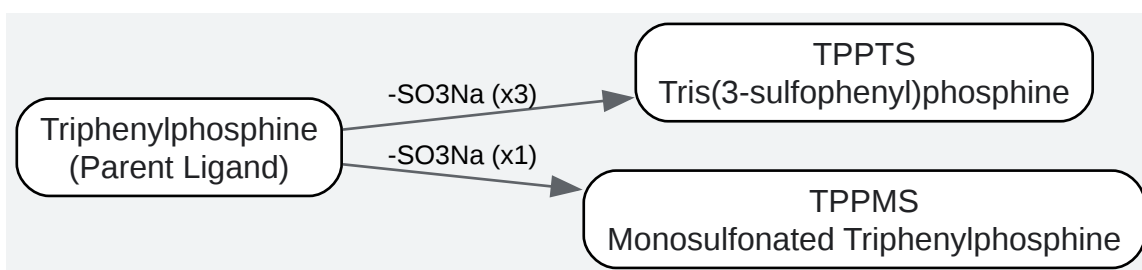 TPPTS
Tris(3-sulfophenyl)phosphine
-SO3Na (x3)
Triphenylphosphine
(Parent Ligand)
-SO3Na (x1)
TPPMS
Monosulfonated Triphenylphosphine